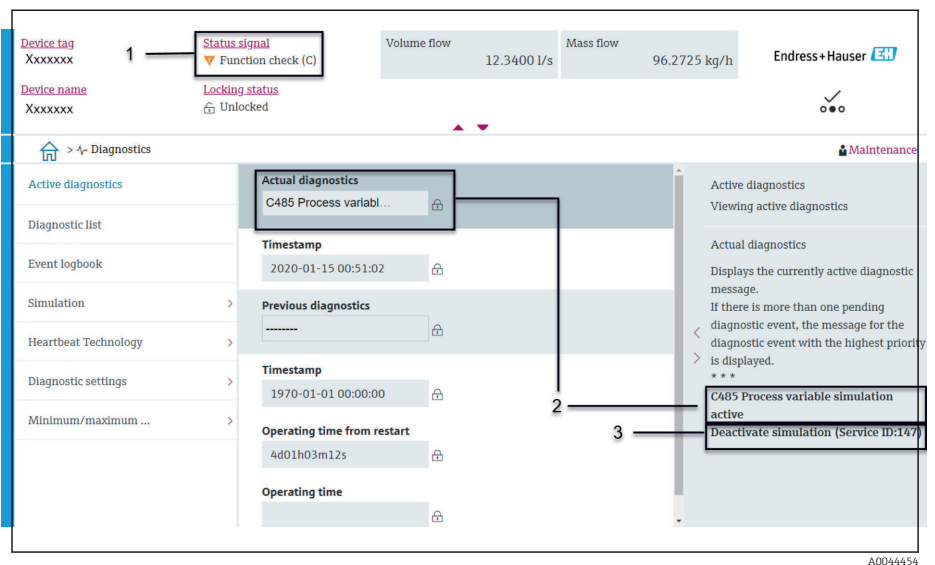 Device tag
Xxxxxxx
1
Status signal
Function check (C)
Volume flow
12.3400 l/s
Mass flow
96.2725 kg/h
Endress+Hauser EH
Device name
Xxxxxxx
Locking status
Unlocked
> Diagnostics
Maintenance
Active diagnostics
Diagnostic list
Event logbook
Simulation
Heartbeat Technology
Diagnostic settings
Minimum/maximum ...
Actual diagnostics
C485 Process variabl...
Timestamp
2020-01-15 00:51:02
Previous diagnostics
--------
Timestamp
1970-01-01 00:00:00
Operating time from restart
4d01h03m12s
Operating time
2
3
Active diagnostics
Viewing active diagnostics
Actual diagnostics
Displays the currently active diagnostic
message.
If there is more than one pending
diagnostic event, the message for the
diagnostic event with the highest priority
is displayed.
* * *
C485 Process variable simulation
active
Deactivate simulation (Service ID:147)
A0044454